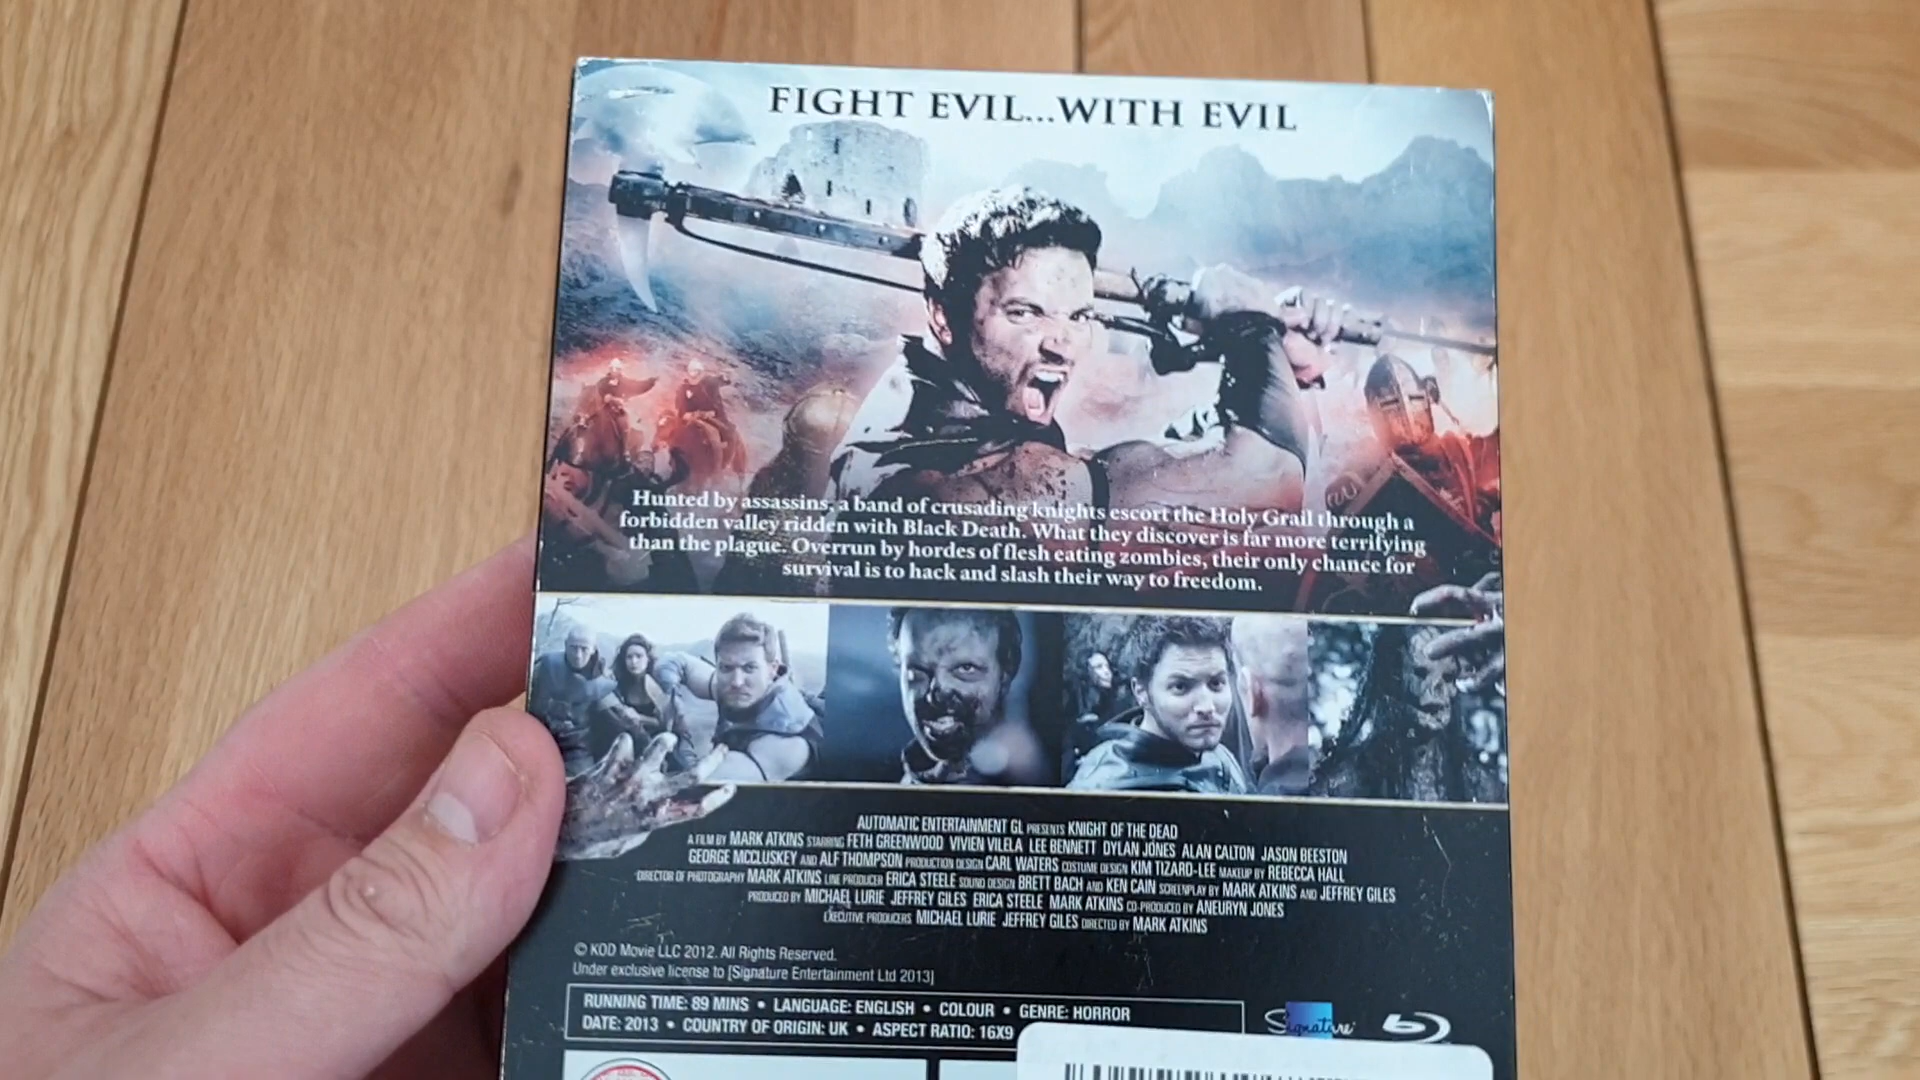 FIGHT EVIL...WITH EVIL
Hunted by assassins, a band of crusading knights escort the Holy Grail through a
forbidden valley ridden with Black Death. What they discover is far more terrifying
than the plague. Overrun by hordes of flesh eating zombies, their only chance for
survival is to hack and slash their way to freedom.
AUTOMATIC ENTERTAINMENT GL PRESENTS KNIGHT OF THE DEAD
A FILM BY MARK ATKINS STARRING FETH GREENWOOD VIVIEN VILELA LEE BENNETT DYLAN JONES ALAN CALTON JASON BEESTON
GEORGE MCCLUSKEY AND ALF THOMPSON PRODUCTION DESIGN CARL WATERS COSTUME DESIGN KIM TIZARD-LEE MAKEUP BY REBECCA HALL
DIRECTOR OF PHOTOGRAPHY MARK ATKINS LINE PRODUCER ERICA STEELE SOUND DESIGN BRETT BACH AND KEN CAIN SCREENPLAY BY MARK ATKINS AND JEFFREY GILES
PRODUCED BY MICHAEL LURIE JEFFREY GILES ERICA STEELE MARK ATKINS CO-PRODUCED BY ANEURYN JONES
EXECUTIVE PRODUCERS MICHAEL LURIE JEFFREY GILES DIRECTED BY MARK ATKINS
© KOD Movie LLC 2012. All Rights Reserved.
Under exclusive license to [Signature Entertainment Ltd 2013]
RUNNING TIME: 89 MINS • LANGUAGE: ENGLISH • COLOUR • GENRE: HORROR
DATE: 2013 • COUNTRY OF ORIGIN: UK • ASPECT RATIO: 16X9
Signature